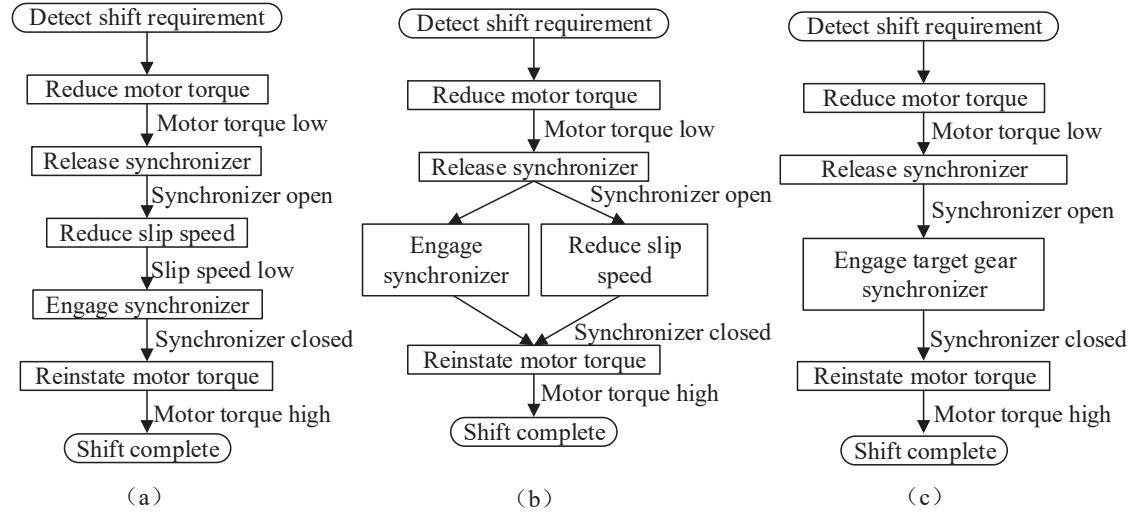 Detect shift requirement
Reduce motor torque
Motor torque low
Release synchronizer
Synchronizer open
Reduce slip speed
Slip speed low
Engage synchronizer
Synchronizer closed
Reinstate motor torque
Motor torque high
Shift complete
（a）
Detect shift requirement
Reduce motor torque
Motor torque low
Release synchronizer
Synchronizer open
Engage
synchronizer
Reduce slip
speed
Synchronizer closed
Reinstate motor torque
Motor torque high
Shift complete
（b）
Detect shift requirement
Reduce motor torque
Motor torque low
Release synchronizer
Synchronizer open
Engage target gear
synchronizer
Synchronizer closed
Reinstate motor torque
Motor torque high
Shift complete
（c）